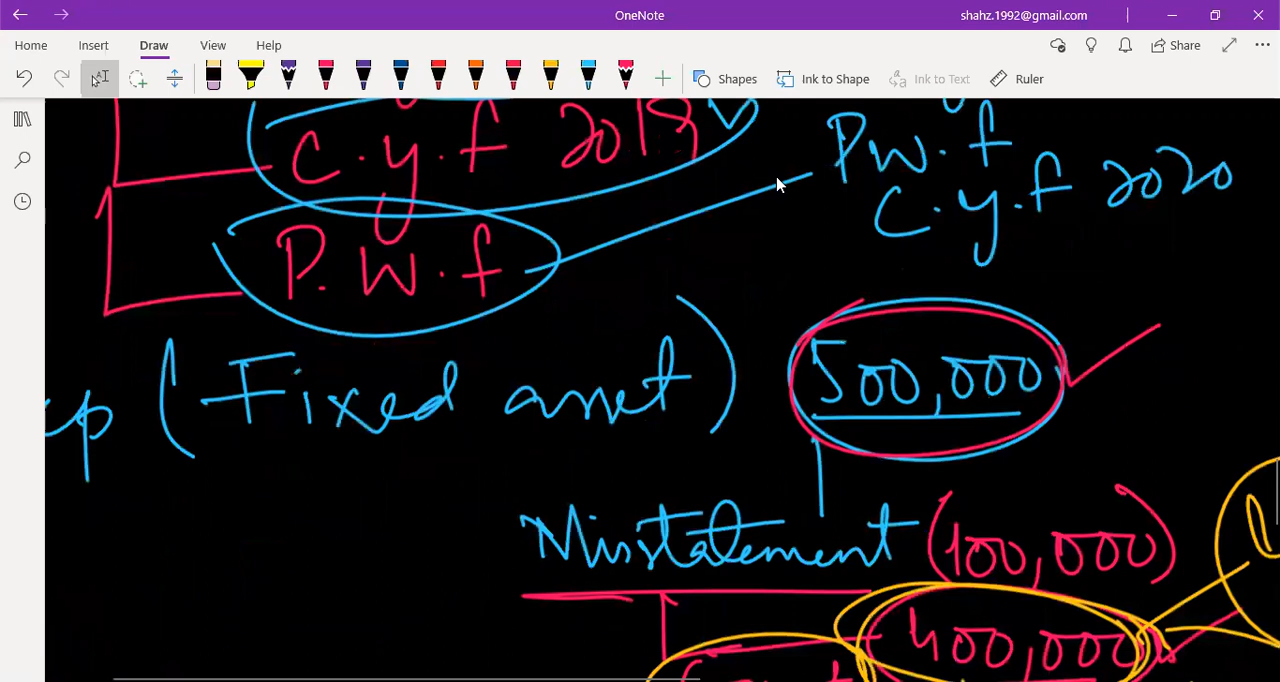 OneNote
shahz.1992@gmail.com
Home Insert Draw View Help
Share
Shapes Ink to Shape Ink to Text Ruler
C.y.f 2019
P.W.f
P.W.f
C.y.f 2020
up (Fixed asset) 500,000
Misstatement (100,000)
400,000